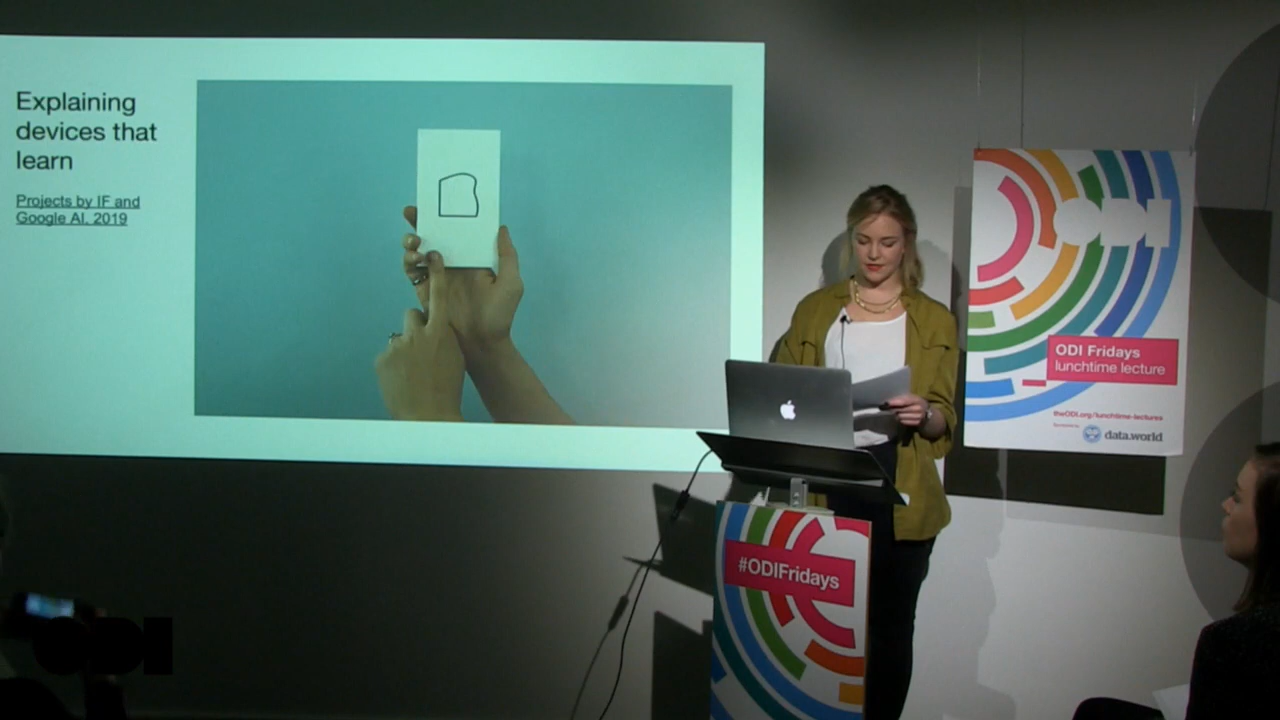 Explaining
devices that
learn
Projects by IF and
Google AI, 2019
ODI Fridays
lunchtime lecture
theODI.org/lunchtime-lectures
data.world
#ODIFridays
ODI